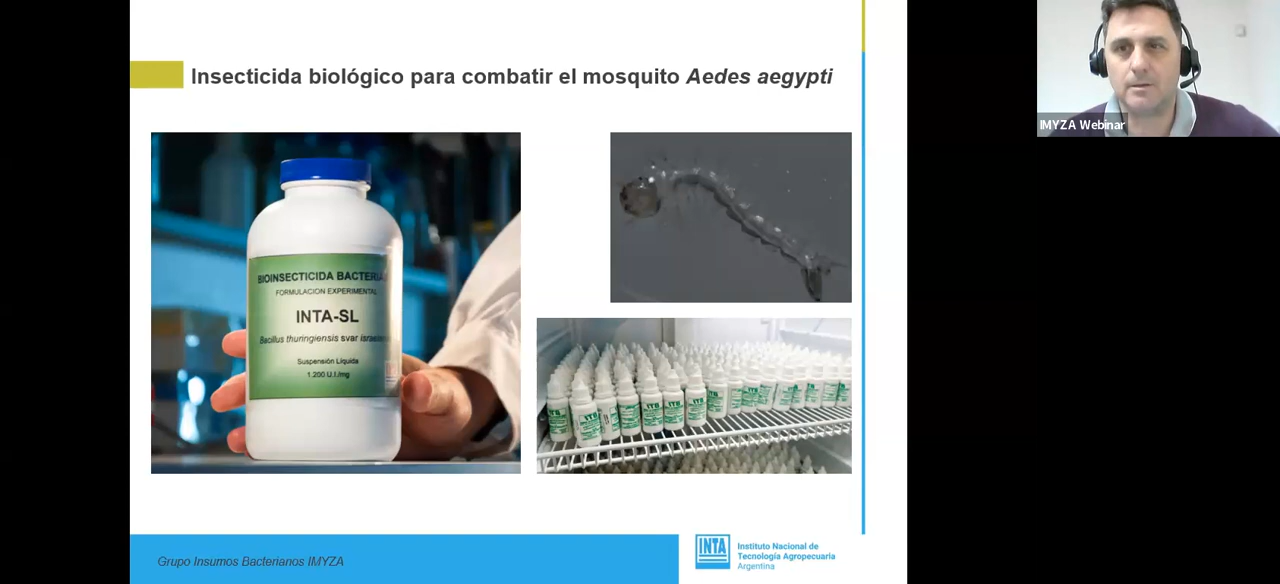 Insecticida biológico para combatir el mosquito Aedes aegypti
IMYZA Webinar
BIOINSECTICIDA BACTERIA
FORMULACION EXPERIMENTAL
INTA-SL
Bacillus thuringiensis svar israelen
Suspensión Líquida
1.200 U.I./mg
Grupo Insumos Bacterianos IMYZA
INTA
Instituto Nacional de
Tecnología Agropecuaria
Argentina